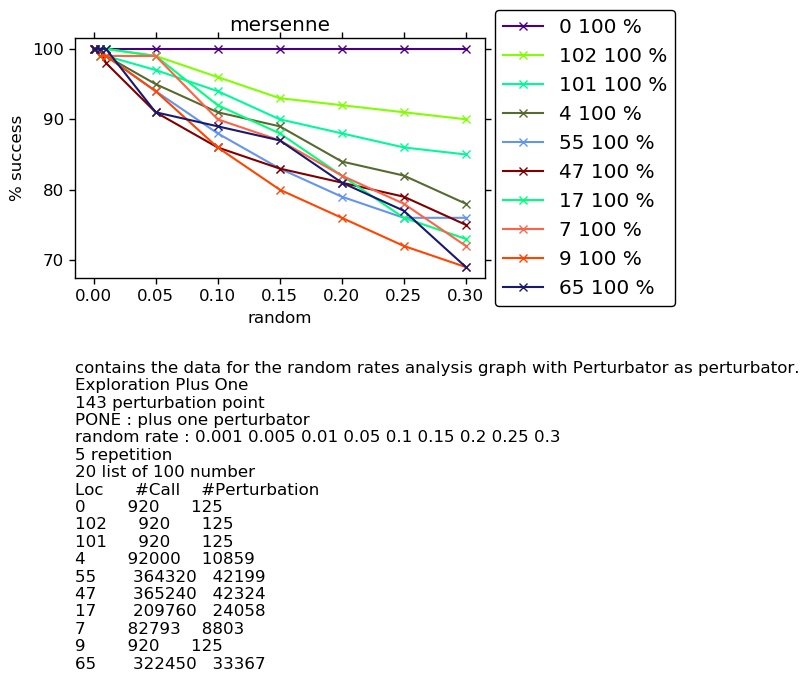 mersenne
100
90
80
70
% success
0.00 0.05 0.10 0.15 0.20 0.25 0.30
random
0 100 %
102 100 %
101 100 %
4 100 %
55 100 %
47 100 %
17 100 %
7 100 %
9 100 %
65 100 %
contains the data for the random rates analysis graph with Perturbator as perturbator.
Exploration Plus One
143 perturbation point
PONE : plus one perturbator
random rate : 0.001 0.005 0.01 0.05 0.1 0.15 0.2 0.25 0.3
5 repetition
20 list of 100 number
Loc #Call #Perturbation
0 920 125
102 920 125
101 920 125
4 92000 10859
55 364320 42199
47 365240 42324
17 209760 24058
7 82793 8803
9 920 125
65 322450 33367